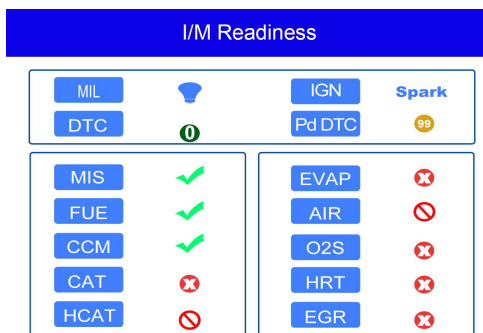 I/M Readiness
MIL IGN Spark
DTC 0 Pd DTC 99
MIS
FUE
CCM
CAT
HCAT
EVAP
AIR
O2S
HRT
EGR